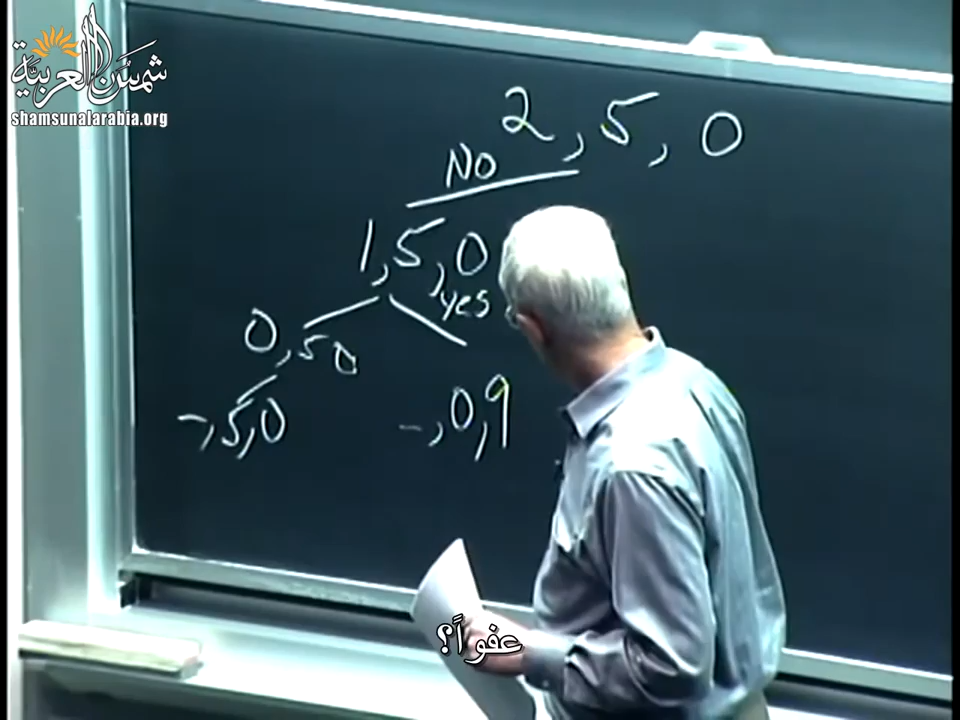 شمس العربية
shamsunalarabia.org
2, 5, 0
No
1, 5, 0
yes
0, 5 0
-, 5, 0
-, 0, 9
عفواً؟